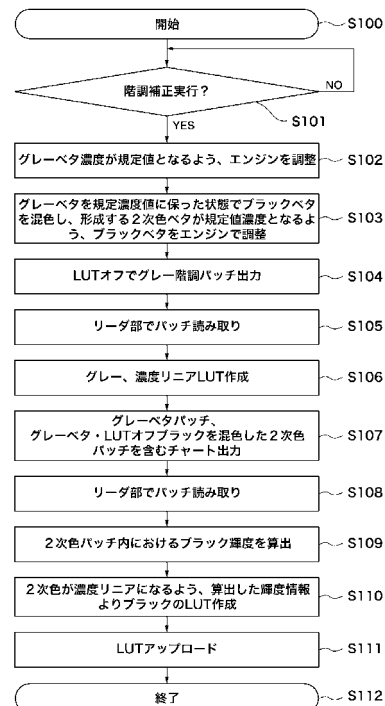 開始
S100
階調補正実行？
NO
S101
YES
グレーベタ濃度が規定値となるよう、エンジンを調整
S102
グレーベタを規定濃度値に保った状態でブラックベタ
を混色し、形成する２次色ベタが規定値濃度となるよ
う、ブラックベタをエンジンで調整
S103
LUTオフでグレー階調パッチ出力
S104
リーダ部でパッチ読み取り
S105
グレー、濃度リニアLUT作成
S106
グレーベタパッチ、
グレーベタ・LUTオフブラックを混色した２次色
パッチを含むチャート出力
S107
リーダ部でパッチ読み取り
S108
２次色パッチ内におけるブラック輝度を算出
S109
２次色が濃度リニアになるよう、算出した輝度情報
よりブラックのLUT作成
S110
LUTアップロード
S111
終了
S112